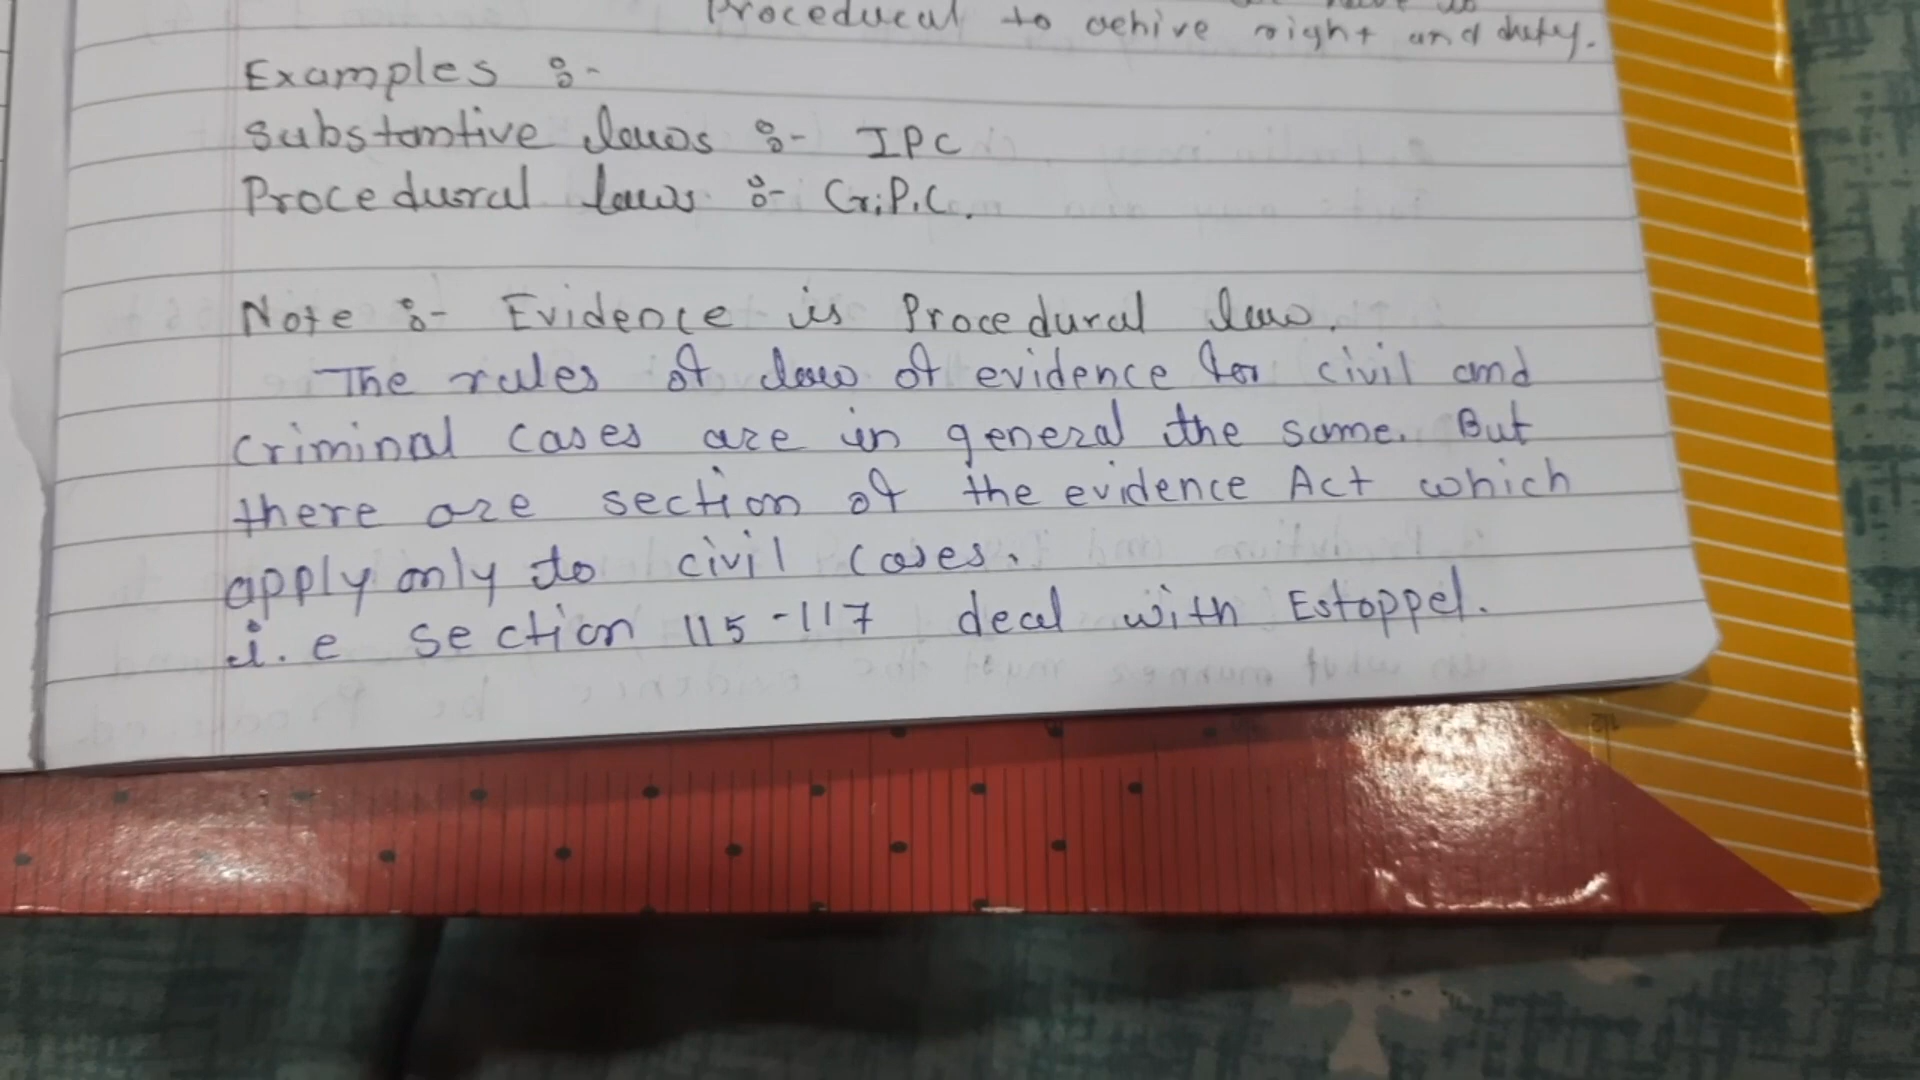 Proceducal to achive right and duty.
Examples :-
Substantive laws :- IPC
Procedural laws :- Cr.P.C.
Note :- Evidence is Procedural law.
The rules of law of evidence for civil and
criminal cases are in general the same. But
there are section of the evidence Act which
apply only to civil cases.
i.e section 115-117 deal with Estoppel.